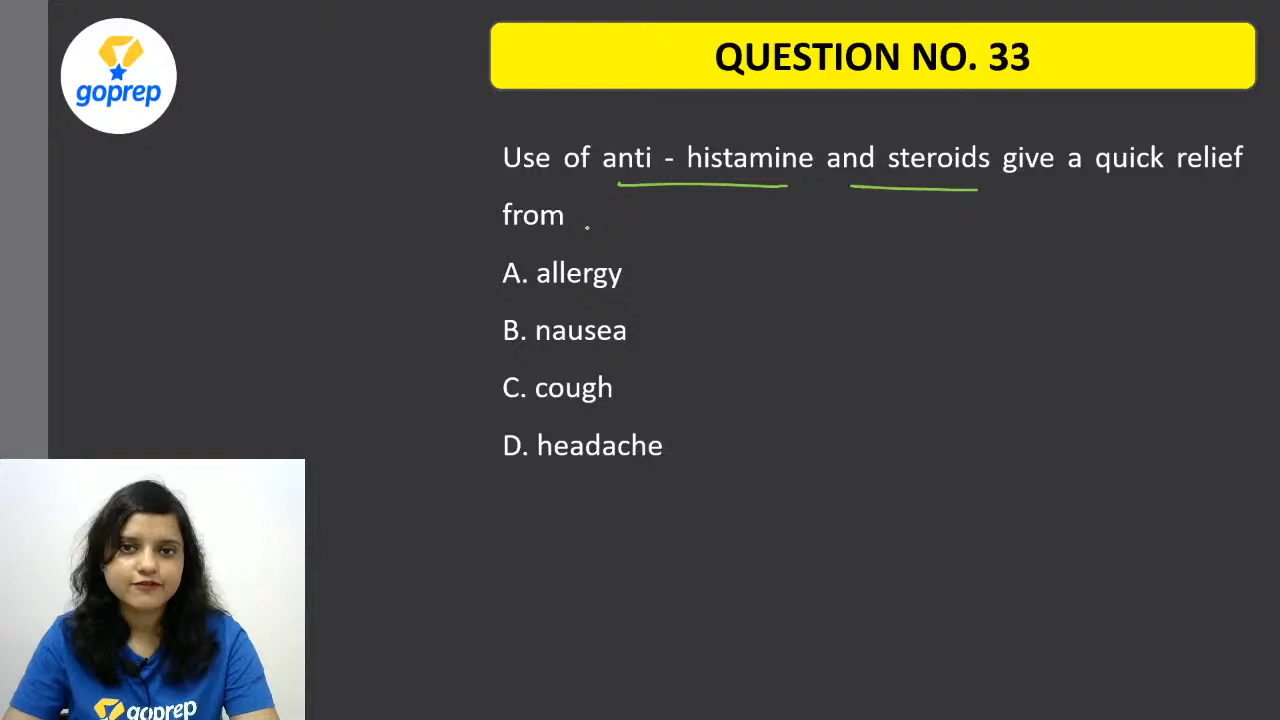 goprep
QUESTION NO. 33
Use of anti - histamine and steroids give a quick relief
from
A. allergy
B. nausea
C. cough
D. headache
goprep